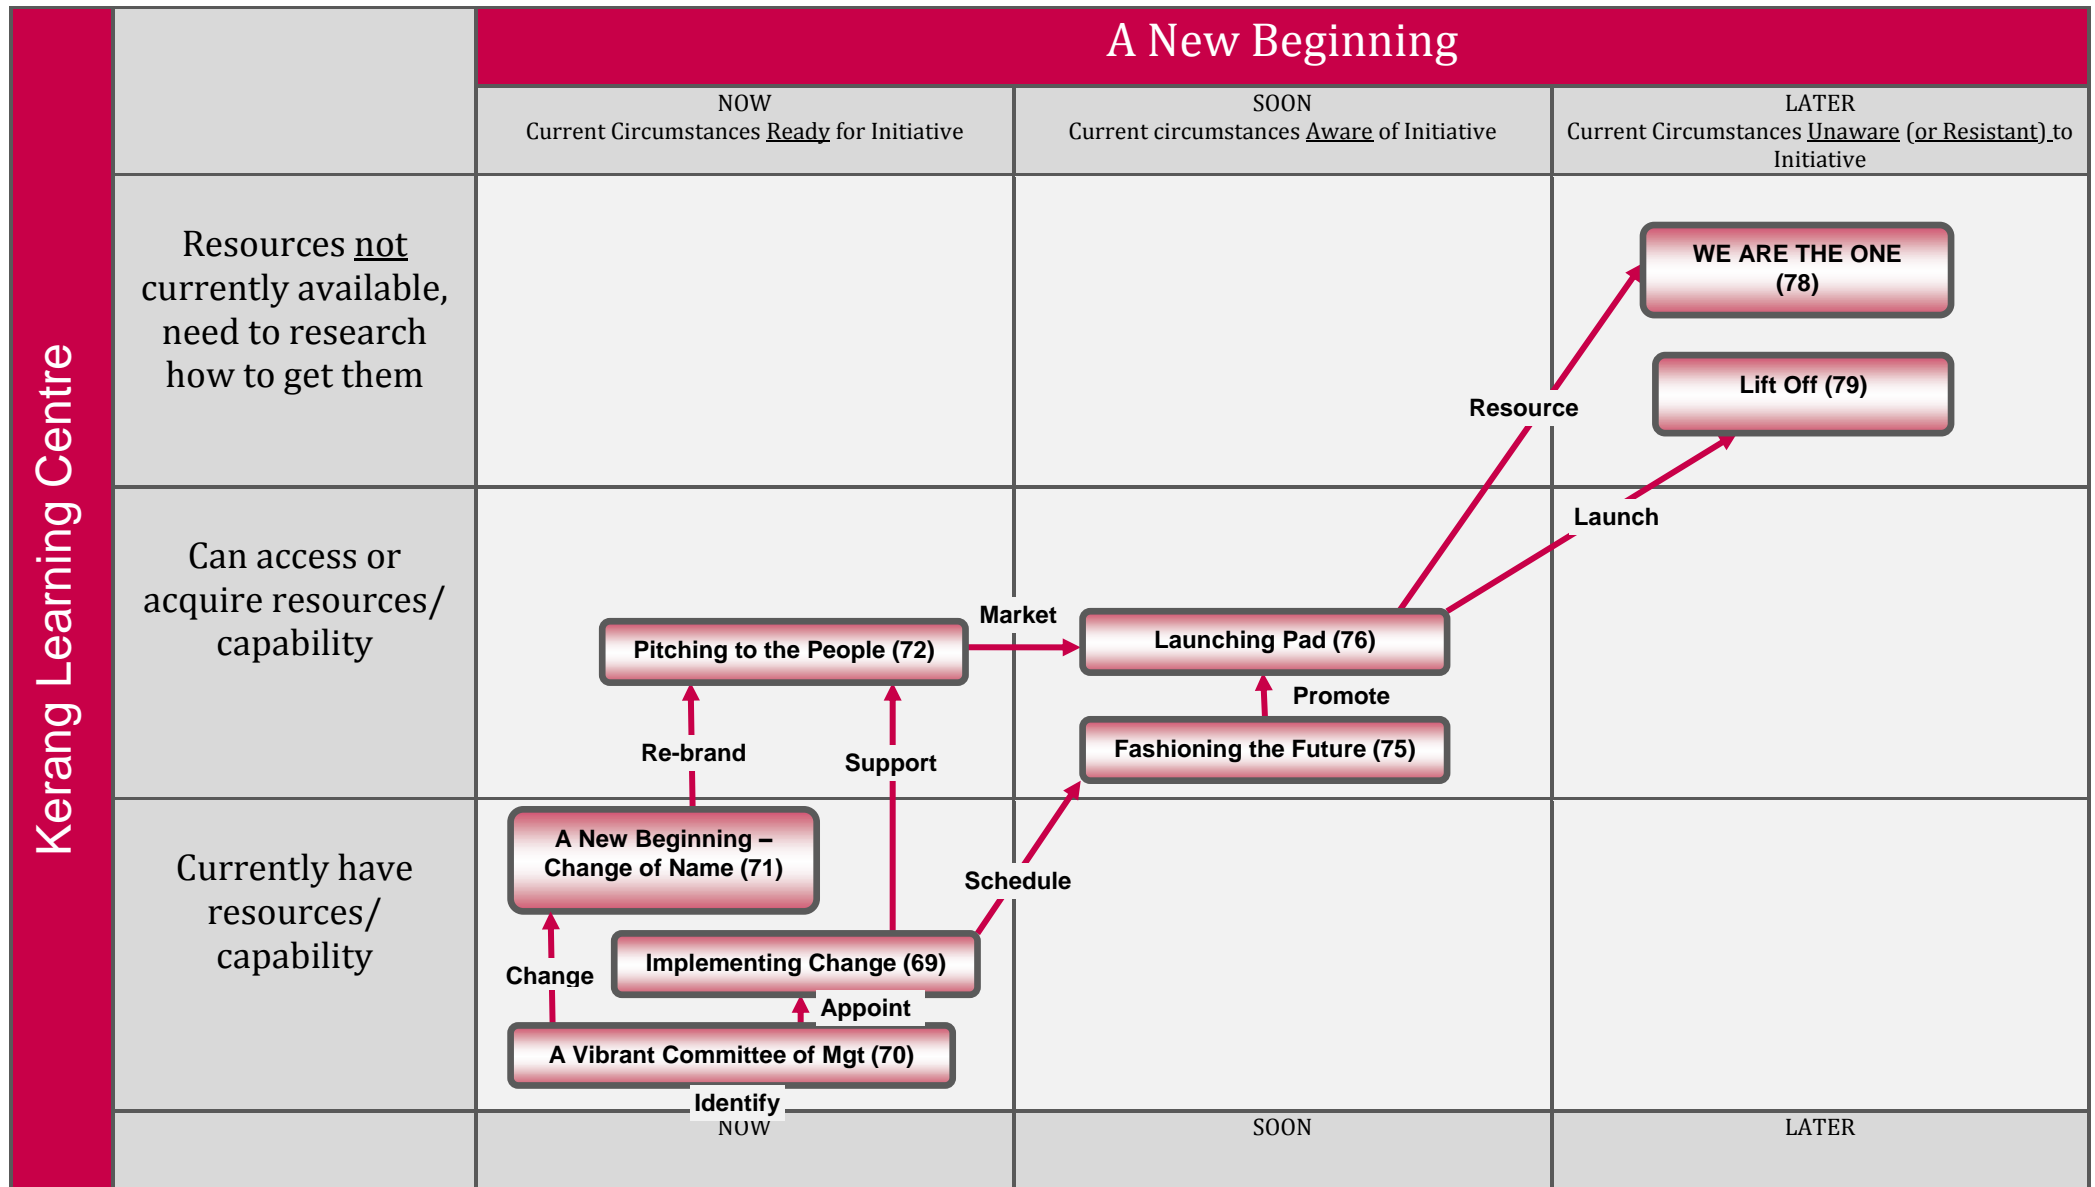 Kerang Learning Centre
A New Beginning
NOW
Current Circumstances Ready for Initiative
SOON
Current circumstances Aware of Initiative
LATER
Current Circumstances Unaware (or Resistant) to
Initiative
Resources not
currently available,
need to research
how to get them
WE ARE THE ONE
(78)
Lift Off (79)
Resource
Launch
Can access or
acquire resources/
capability
Market
Pitching to the People (72)
Launching Pad (76)
Promote
Re-brand
Support
Fashioning the Future (75)
Currently have
resources/
capability
A New Beginning –
Change of Name (71)
Schedule
Implementing Change (69)
Change
Appoint
A Vibrant Committee of Mgt (70)
Identify
NOW
SOON
LATER